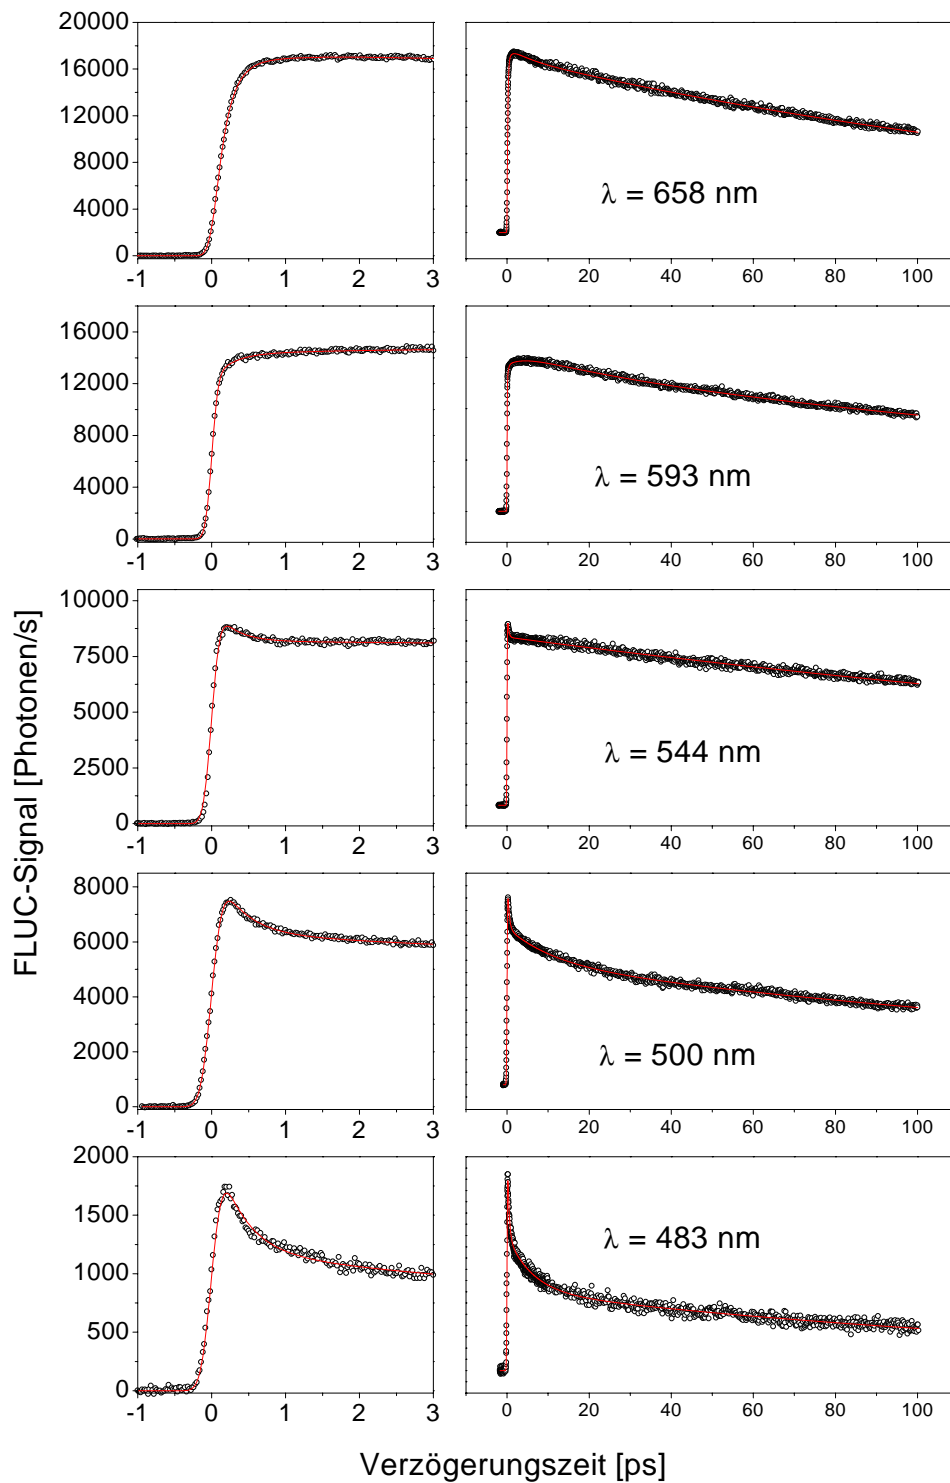 FLUC-Signal [Photonen/s]
20000
16000
12000
8000
4000
0
-1 0 1 2 3
λ = 658 nm
0 20 40 60 80 100
16000
12000
8000
4000
0
-1 0 1 2 3
λ = 593 nm
0 20 40 60 80 100
10000
7500
5000
2500
0
-1 0 1 2 3
λ = 544 nm
0 20 40 60 80 100
8000
6000
4000
2000
0
-1 0 1 2 3
λ = 500 nm
0 20 40 60 80 100
2000
1500
1000
500
0
-1 0 1 2 3
λ = 483 nm
0 20 40 60 80 100
Verzögerungszeit [ps]